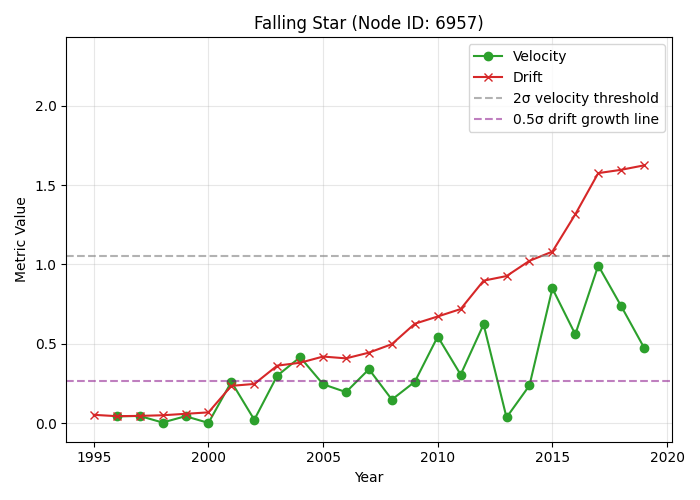 Falling Star (Node ID: 6957)
Velocity
Drift
2σ velocity threshold
0.5σ drift growth line
Metric Value
2.0
1.5
1.0
0.5
0.0
1995 2000 2005 2010 2015 2020
Year